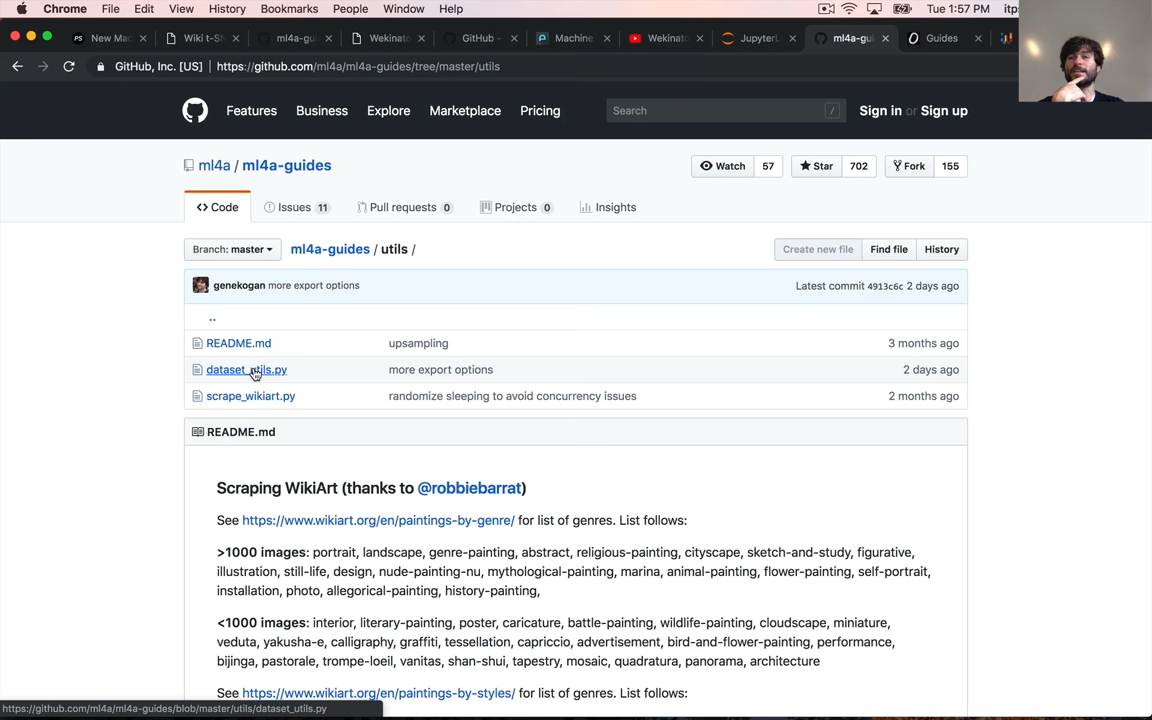 Chrome File Edit View History Bookmarks People Window Help Tue 1:57 PM itp
New Mac Wiki t-S ml4a-gu Wekinato GitHub - Machine Wekinat JupyterL ml4a-gui Guides
GitHub, Inc. [US] | https://github.com/ml4a/ml4a-guides/tree/master/utils
Features Business Explore Marketplace Pricing Search / Sign in or Sign up
ml4a / ml4a-guides Watch 57 Star 702 Fork 155
Code Issues 11 Pull requests 0 Projects 0 Insights
Branch: master ml4a-guides / utils / Create new file Find file History
genekogan more export options Latest commit 4913c6c 2 days ago
..
README.md upsampling 3 months ago
dataset_utils.py more export options 2 days ago
scrape_wikiart.py randomize sleeping to avoid concurrency issues 2 months ago
README.md
Scraping WikiArt (thanks to @robbiebarrat)
See https://www.wikiart.org/en/paintings-by-genre/ for list of genres. List follows:
>1000 images: portrait, landscape, genre-painting, abstract, religious-painting, cityscape, sketch-and-study, figurative,
illustration, still-life, design, nude-painting-nu, mythological-painting, marina, animal-painting, flower-painting, self-portrait,
installation, photo, allegorical-painting, history-painting,
<1000 images: interior, literary-painting, poster, caricature, battle-painting, wildlife-painting, cloudscape, miniature,
veduta, yakusha-e, calligraphy, graffiti, tessellation, capriccio, advertisement, bird-and-flower-painting, performance,
bijinga, pastorale, trompe-loeil, vanitas, shan-shui, tapestry, mosaic, quadratura, panorama, architecture
See https://www.wikiart.org/en/paintings-by-styles/ for list of genres. List follows:
https://github.com/ml4a/ml4a-guides/blob/master/utils/dataset_utils.py